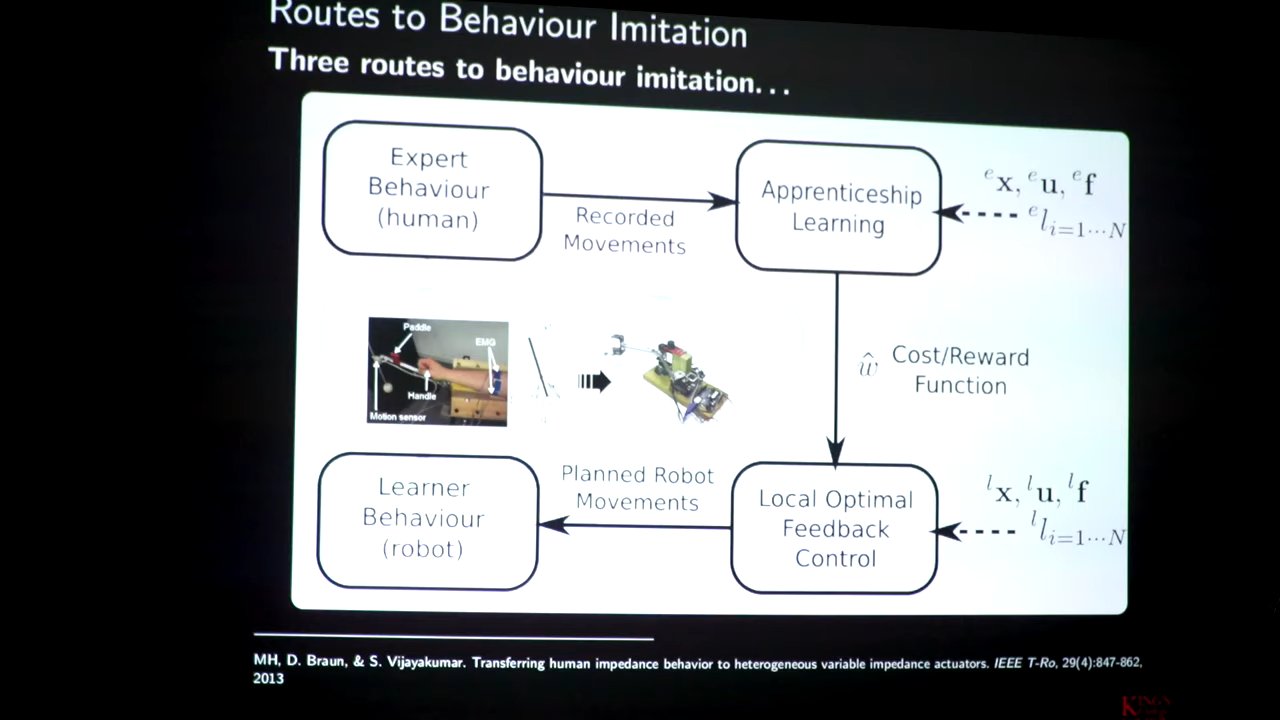 Routes to Behaviour Imitation
Three routes to behaviour imitation...
Expert
Behaviour
(human)
Recorded
Movements
Apprenticeship
Learning
ᵉx, ᵉu, ᵉf
ᵉl_{i=1⋯N}
Paddle
EMG
Handle
Motion sensor
ŵ
Cost/Reward
Function
Learner
Behaviour
(robot)
Planned Robot
Movements
Local Optimal
Feedback
Control
ˡx, ˡu, ˡf
ˡl_{i=1⋯N}
MH, D. Braun, & S. Vijayakumar. Transferring human impedance behavior to heterogeneous variable impedance actuators. IEEE T-Ro, 29(4):847-862,
2013